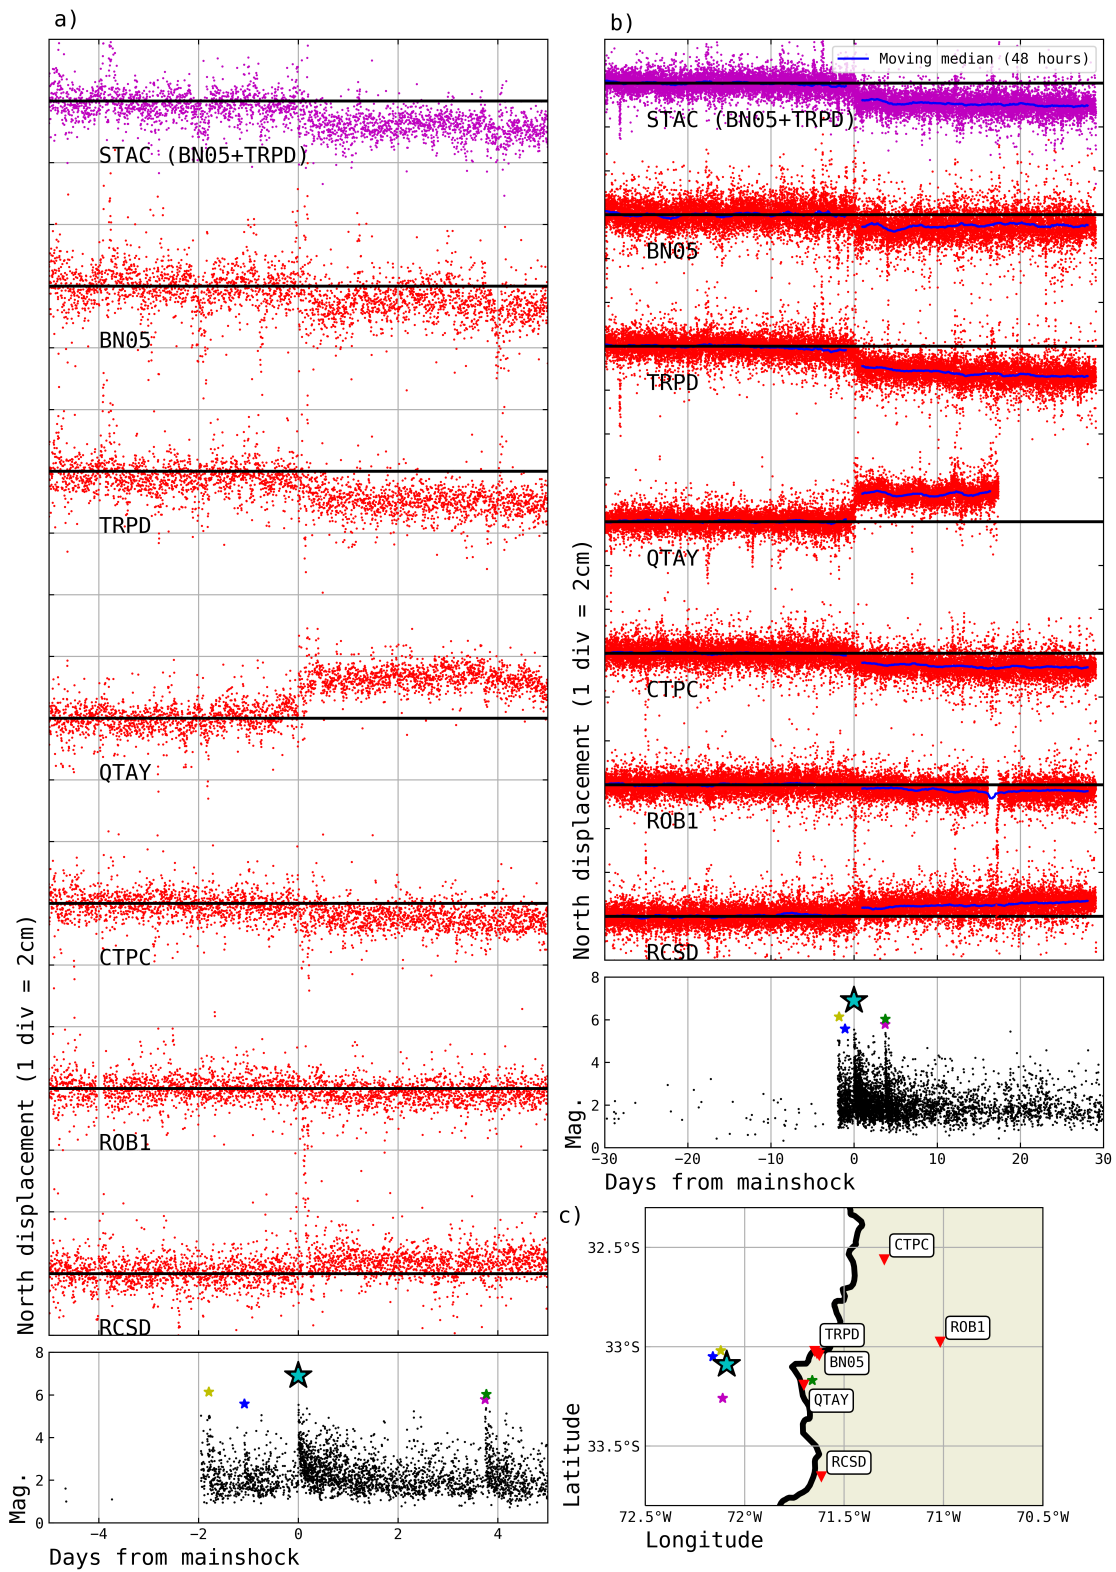 a)
STAC (BN05+TRPD)
BN05
TRPD
QTAY
CTPC
ROB1
RCSD
North displacement (1 div = 2cm)
8
6
4
2
0
Mag.
−4 −2 0 2 4
Days from mainshock
b)
Moving median (48 hours)
STAC (BN05+TRPD)
BN05
TRPD
QTAY
CTPC
ROB1
RCSD
North displacement (1 div = 2cm)
8
6
4
2
0
Mag.
−30 −20 −10 0 10 20 30
Days from mainshock
c)
CTPC
ROB1
TRPD
BN05
QTAY
RCSD
32.5°S
33°S
33.5°S
Latitude
72.5°W 72°W 71.5°W 71°W 70.5°W
Longitude